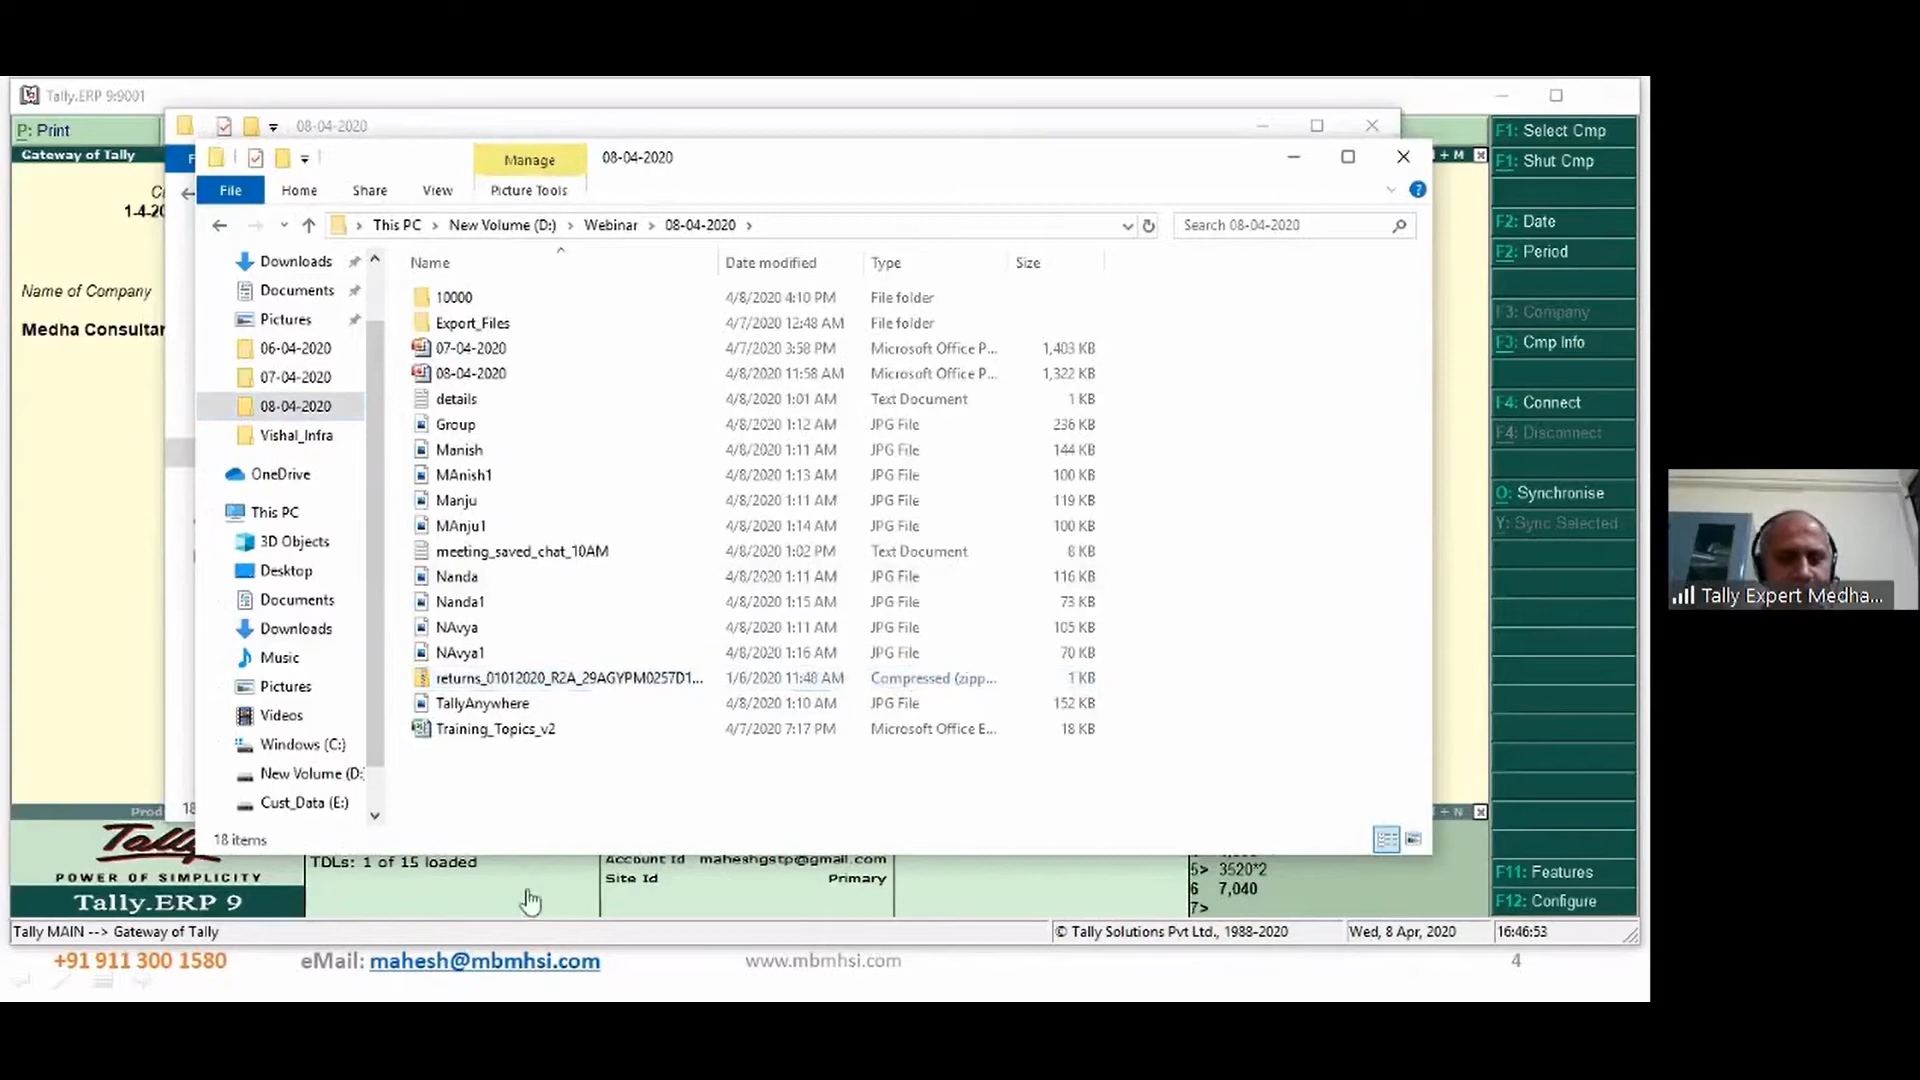 Tally.ERP 9:9001
P: Print
08-04-2020
F1: Select Cmp
Gateway of Tally
F
Manage
08-04-2020
+ M
F1: Shut Cmp
File
Home
Share
View
Picture Tools
1-4-20
This PC
New Volume (D:)
Webinar
08-04-2020
Search 08-04-2020
F2: Date
F2: Period
Name
Date modified
Type
Size
Name of Company
Medha Consultan
F3: Company
F3: Cmp Info
F4: Connect
F4: Disconnect
O: Synchronise
Y: Sync Selected
F11: Features
F12: Configure
Downloads
Documents
Pictures
06-04-2020
07-04-2020
08-04-2020
Vishal_Infra
OneDrive
This PC
3D Objects
Desktop
Documents
Downloads
Music
Pictures
Videos
Windows (C:)
New Volume (D:
Cust_Data (E:)
10000 4/8/2020 4:10 PM File folder
Export_Files 4/7/2020 12:48 AM File folder
07-04-2020 4/7/2020 3:58 PM Microsoft Office P... 1,403 KB
08-04-2020 4/8/2020 11:58 AM Microsoft Office P... 1,322 KB
details 4/8/2020 1:01 AM Text Document 1 KB
Group 4/8/2020 1:12 AM JPG File 236 KB
Manish 4/8/2020 1:11 AM JPG File 144 KB
MAnish1 4/8/2020 1:13 AM JPG File 100 KB
Manju 4/8/2020 1:11 AM JPG File 119 KB
MAnju1 4/8/2020 1:14 AM JPG File 100 KB
meeting_saved_chat_10AM 4/8/2020 1:02 PM Text Document 8 KB
Nanda 4/8/2020 1:11 AM JPG File 116 KB
Nanda1 4/8/2020 1:15 AM JPG File 73 KB
NAvya 4/8/2020 1:11 AM JPG File 105 KB
NAvya1 4/8/2020 1:16 AM JPG File 70 KB
returns_01012020_R2A_29AGYPM0257D1... 1/6/2020 11:48 AM Compressed (zipp... 1 KB
TallyAnywhere 4/8/2020 1:10 AM JPG File 152 KB
Training_Topics_v2 4/7/2020 7:17 PM Microsoft Office E... 18 KB
Tally Expert Medha...
Prod
18
+ N
18 items
Tally
POWER OF SIMPLICITY
Tally.ERP 9
TDLs: 1 of 15 loaded
Account Id maheshgstp@gmail.com
Site Id Primary
5> 3520*2
6 7,040
7>
Tally MAIN --> Gateway of Tally
© Tally Solutions Pvt Ltd., 1988-2020
Wed, 8 Apr, 2020
16:46:53
+91 911 300 1580
eMail: mahesh@mbmhsi.com
www.mbmhsi.com
4